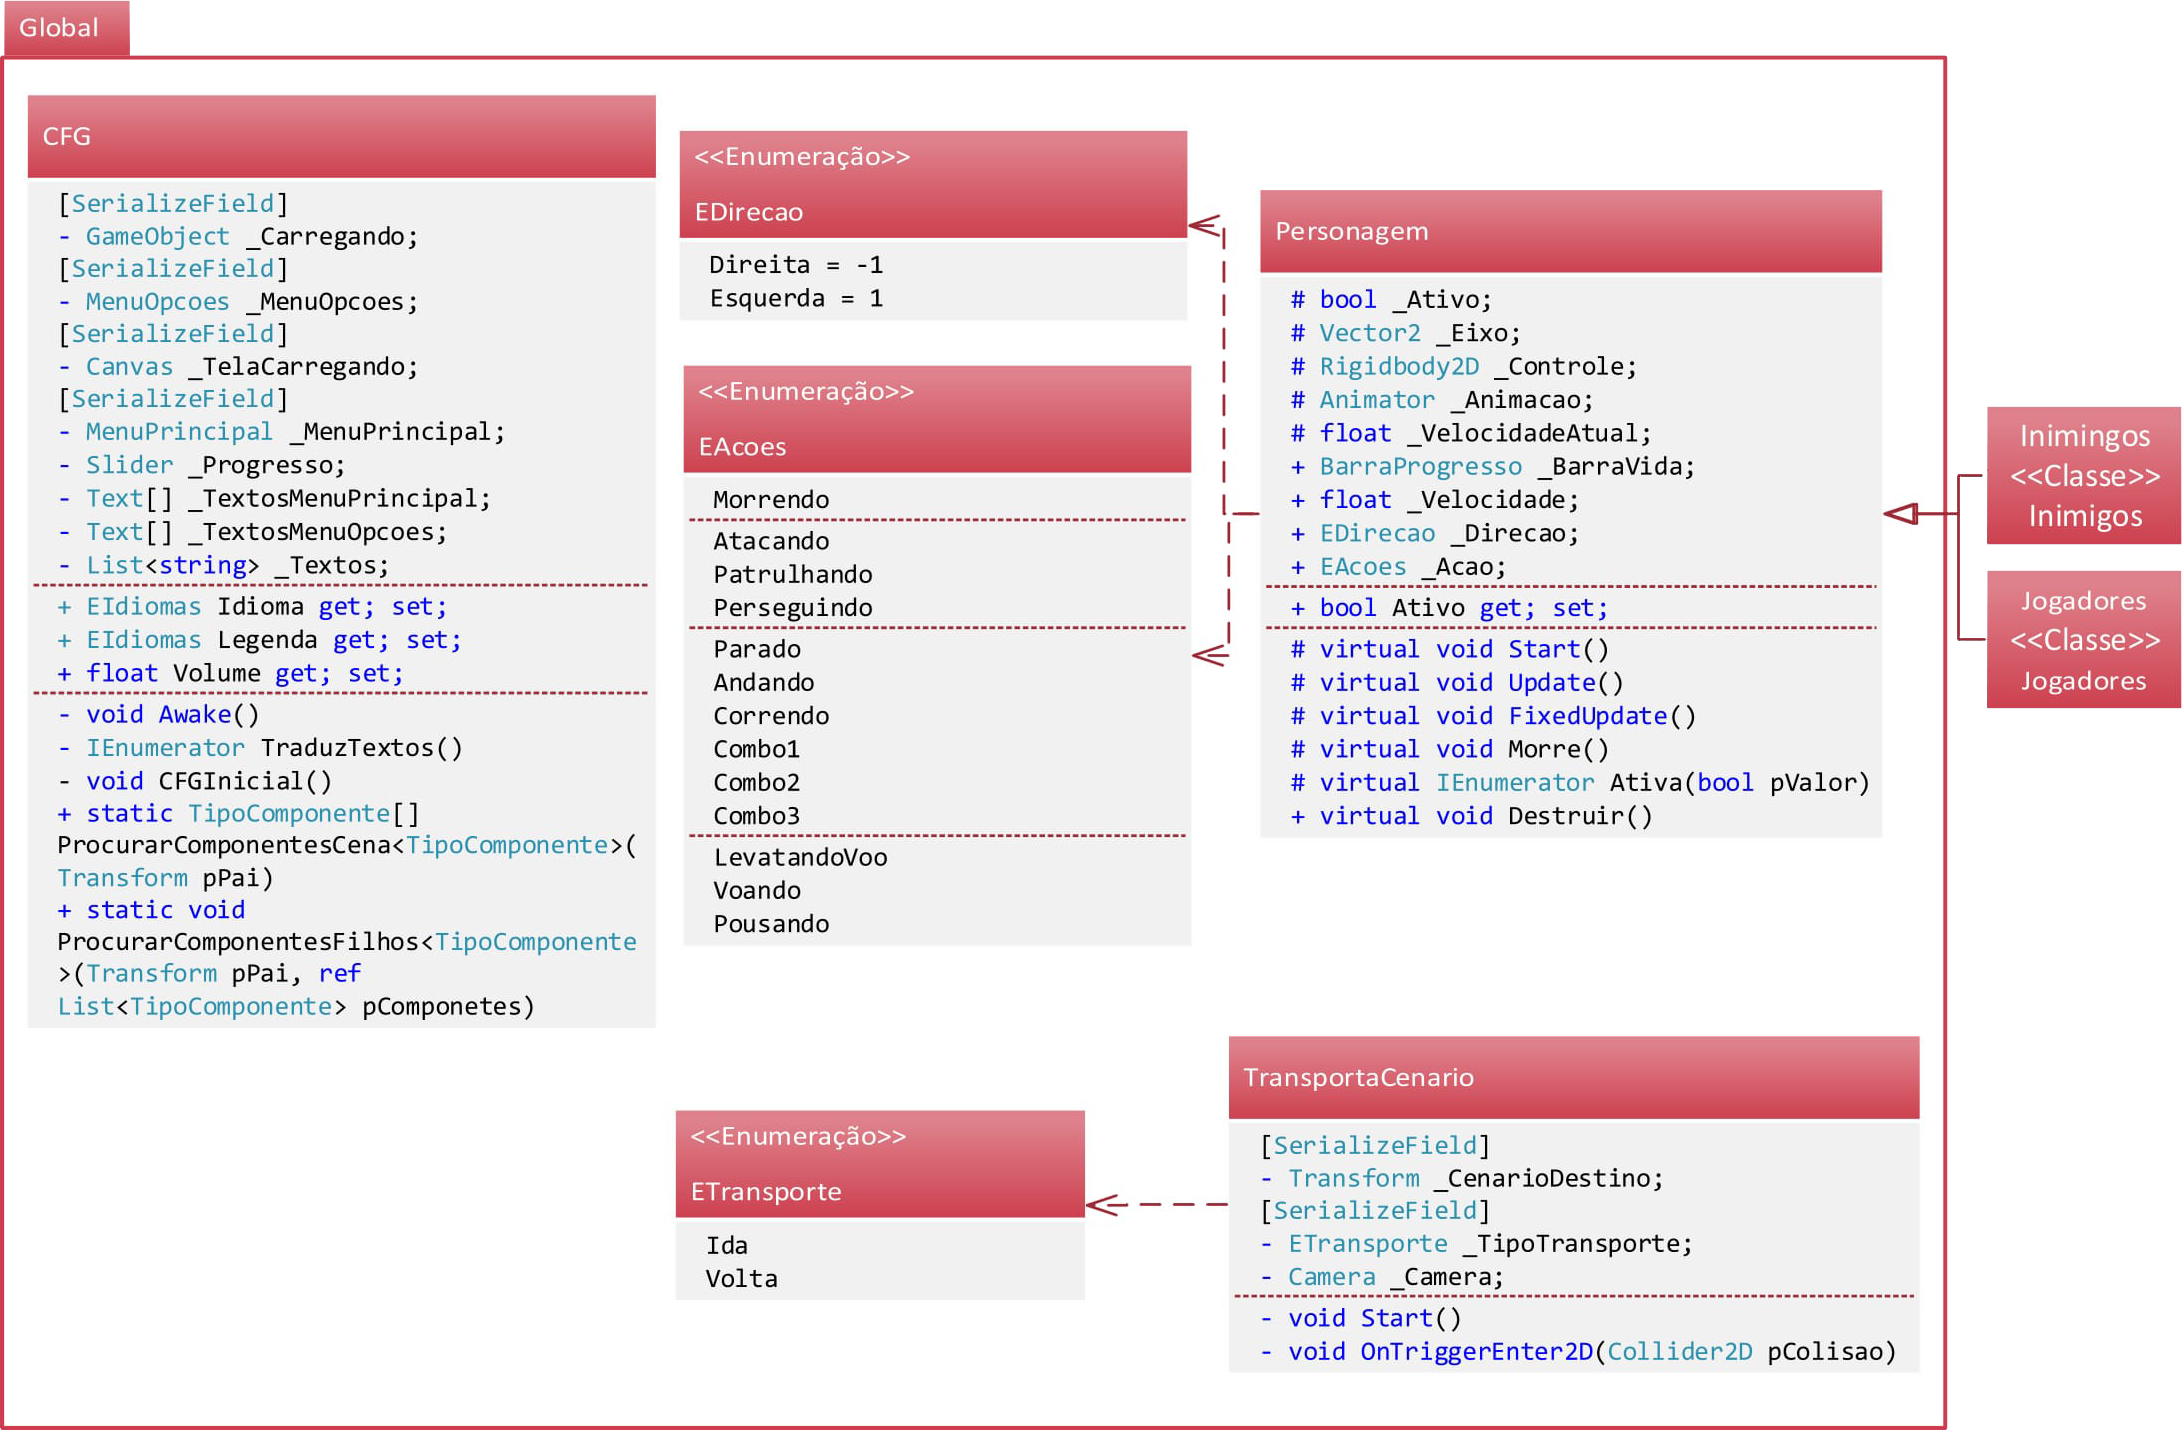 Global
CFG
[SerializeField]
- GameObject _Carregando;
[SerializeField]
- MenuOpcoes _MenuOpcoes;
[SerializeField]
- Canvas _TelaCarregando;
[SerializeField]
- MenuPrincipal _MenuPrincipal;
- Slider _Progresso;
- Text[] _TextosMenuPrincipal;
- Text[] _TextosMenuOpcoes;
- List<string> _Textos;
+ EIdiomas Idioma get; set;
+ EIdiomas Legenda get; set;
+ float Volume get; set;
- void Awake()
- IEnumerator TraduzTextos()
- void CFGInicial()
+ static TipoComponente[]
ProcurarComponentesCena<TipoComponente>(
Transform pPai)
+ static void
ProcurarComponentesFilhos<TipoComponente
>(Transform pPai, ref
List<TipoComponente> pComponetes)
<<Enumeração>>
EDirecao
Direita = -1
Esquerda = 1
<<Enumeração>>
EAcoes
Morrendo
Atacando
Patrulhando
Perseguindo
Parado
Andando
Correndo
Combo1
Combo2
Combo3
LevatandoVoo
Voando
Pousando
Personagem
# bool _Ativo;
# Vector2 _Eixo;
# Rigidbody2D _Controle;
# Animator _Animacao;
# float _VelocidadeAtual;
+ BarraProgresso _BarraVida;
+ float _Velocidade;
+ EDirecao _Direcao;
+ EAcoes _Acao;
+ bool Ativo get; set;
# virtual void Start()
# virtual void Update()
# virtual void FixedUpdate()
# virtual void Morre()
# virtual IEnumerator Ativa(bool pValor)
+ virtual void Destruir()
Inimingos
<<Classe>>
Inimigos
Jogadores
<<Classe>>
Jogadores
<<Enumeração>>
ETransporte
Ida
Volta
TransportaCenario
[SerializeField]
- Transform _CenarioDestino;
[SerializeField]
- ETransporte _TipoTransporte;
- Camera _Camera;
- void Start()
- void OnTriggerEnter2D(Collider2D pColisao)